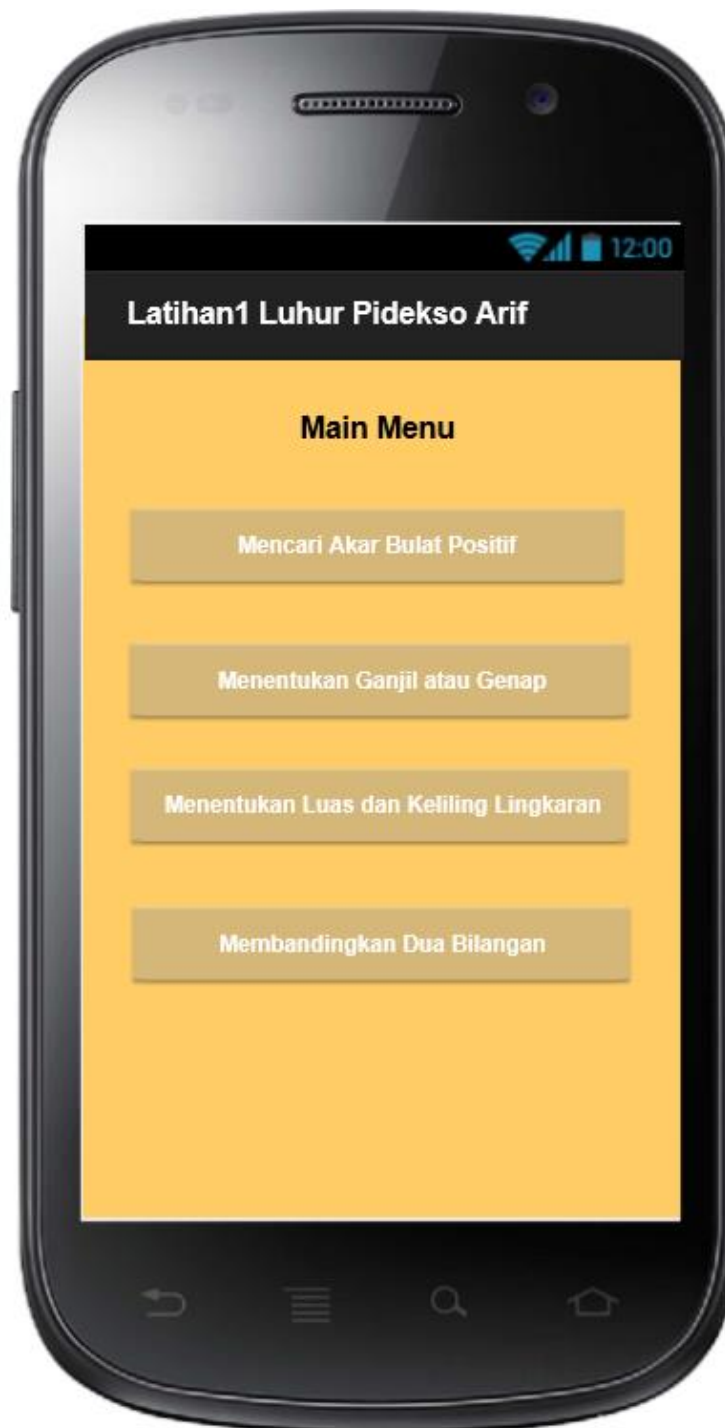 12:00
Latihan1 Luhur Pidekso Arif
Main Menu
Mencari Akar Bulat Positif
Menentukan Ganjil atau Genap
Menentukan Luas dan Keliling Lingkaran
Membandingkan Dua Bilangan